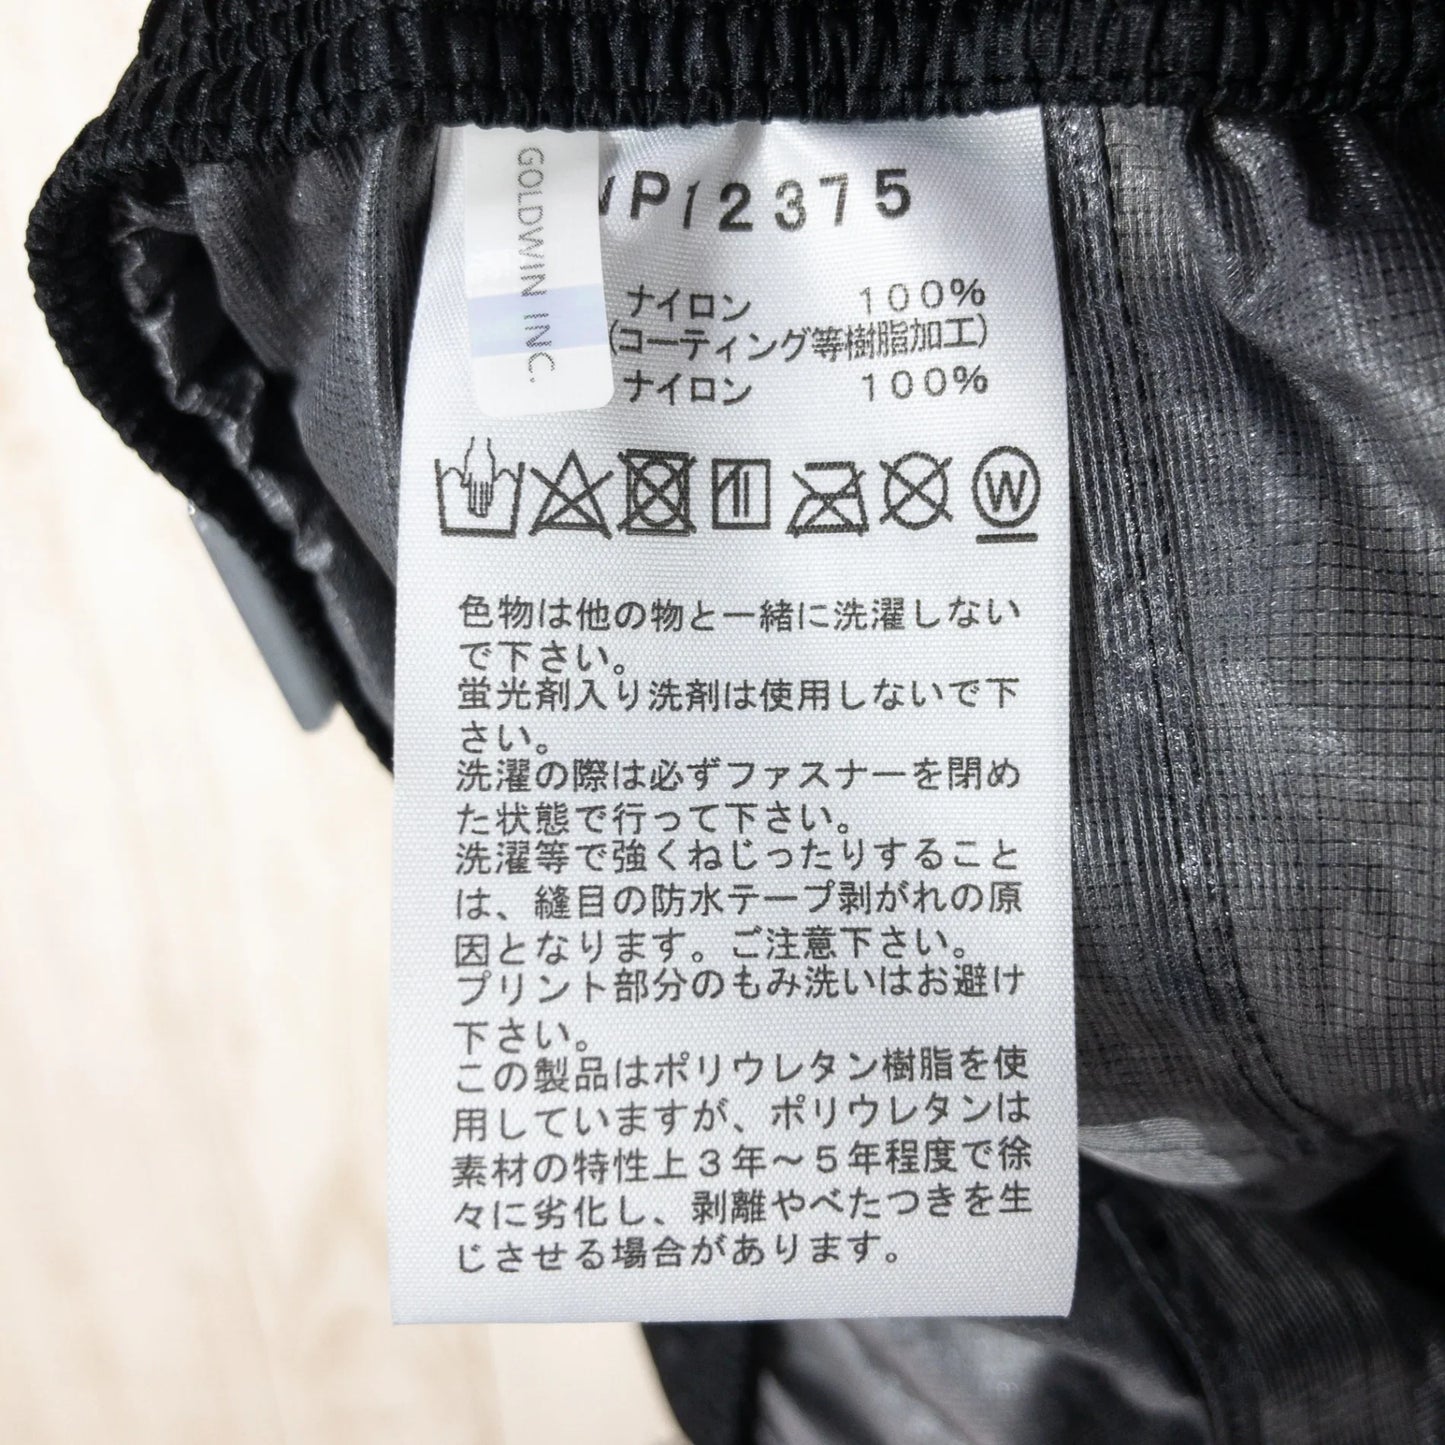 GOLDWIN INC.
P12375
ナイロン 100%
(コーティング等樹脂加工)
ナイロン 100%
W
色物は他の物と一緒に洗濯しない
で下さい。
蛍光剤入り洗剤は使用しないで下
さい。
洗濯の際は必ずファスナーを閉め
た状態で行って下さい。
洗濯等で強くねじったりすること
は、縫目の防水テープ剥がれの原
因となります。ご注意下さい。
プリント部分のもみ洗いはお避け
下さい。
この製品はポリウレタン樹脂を使
用していますが、ポリウレタンは
素材の特性上3年~5年程度で徐
々に劣化し、剥離やべたつきを生
じさせる場合があります。